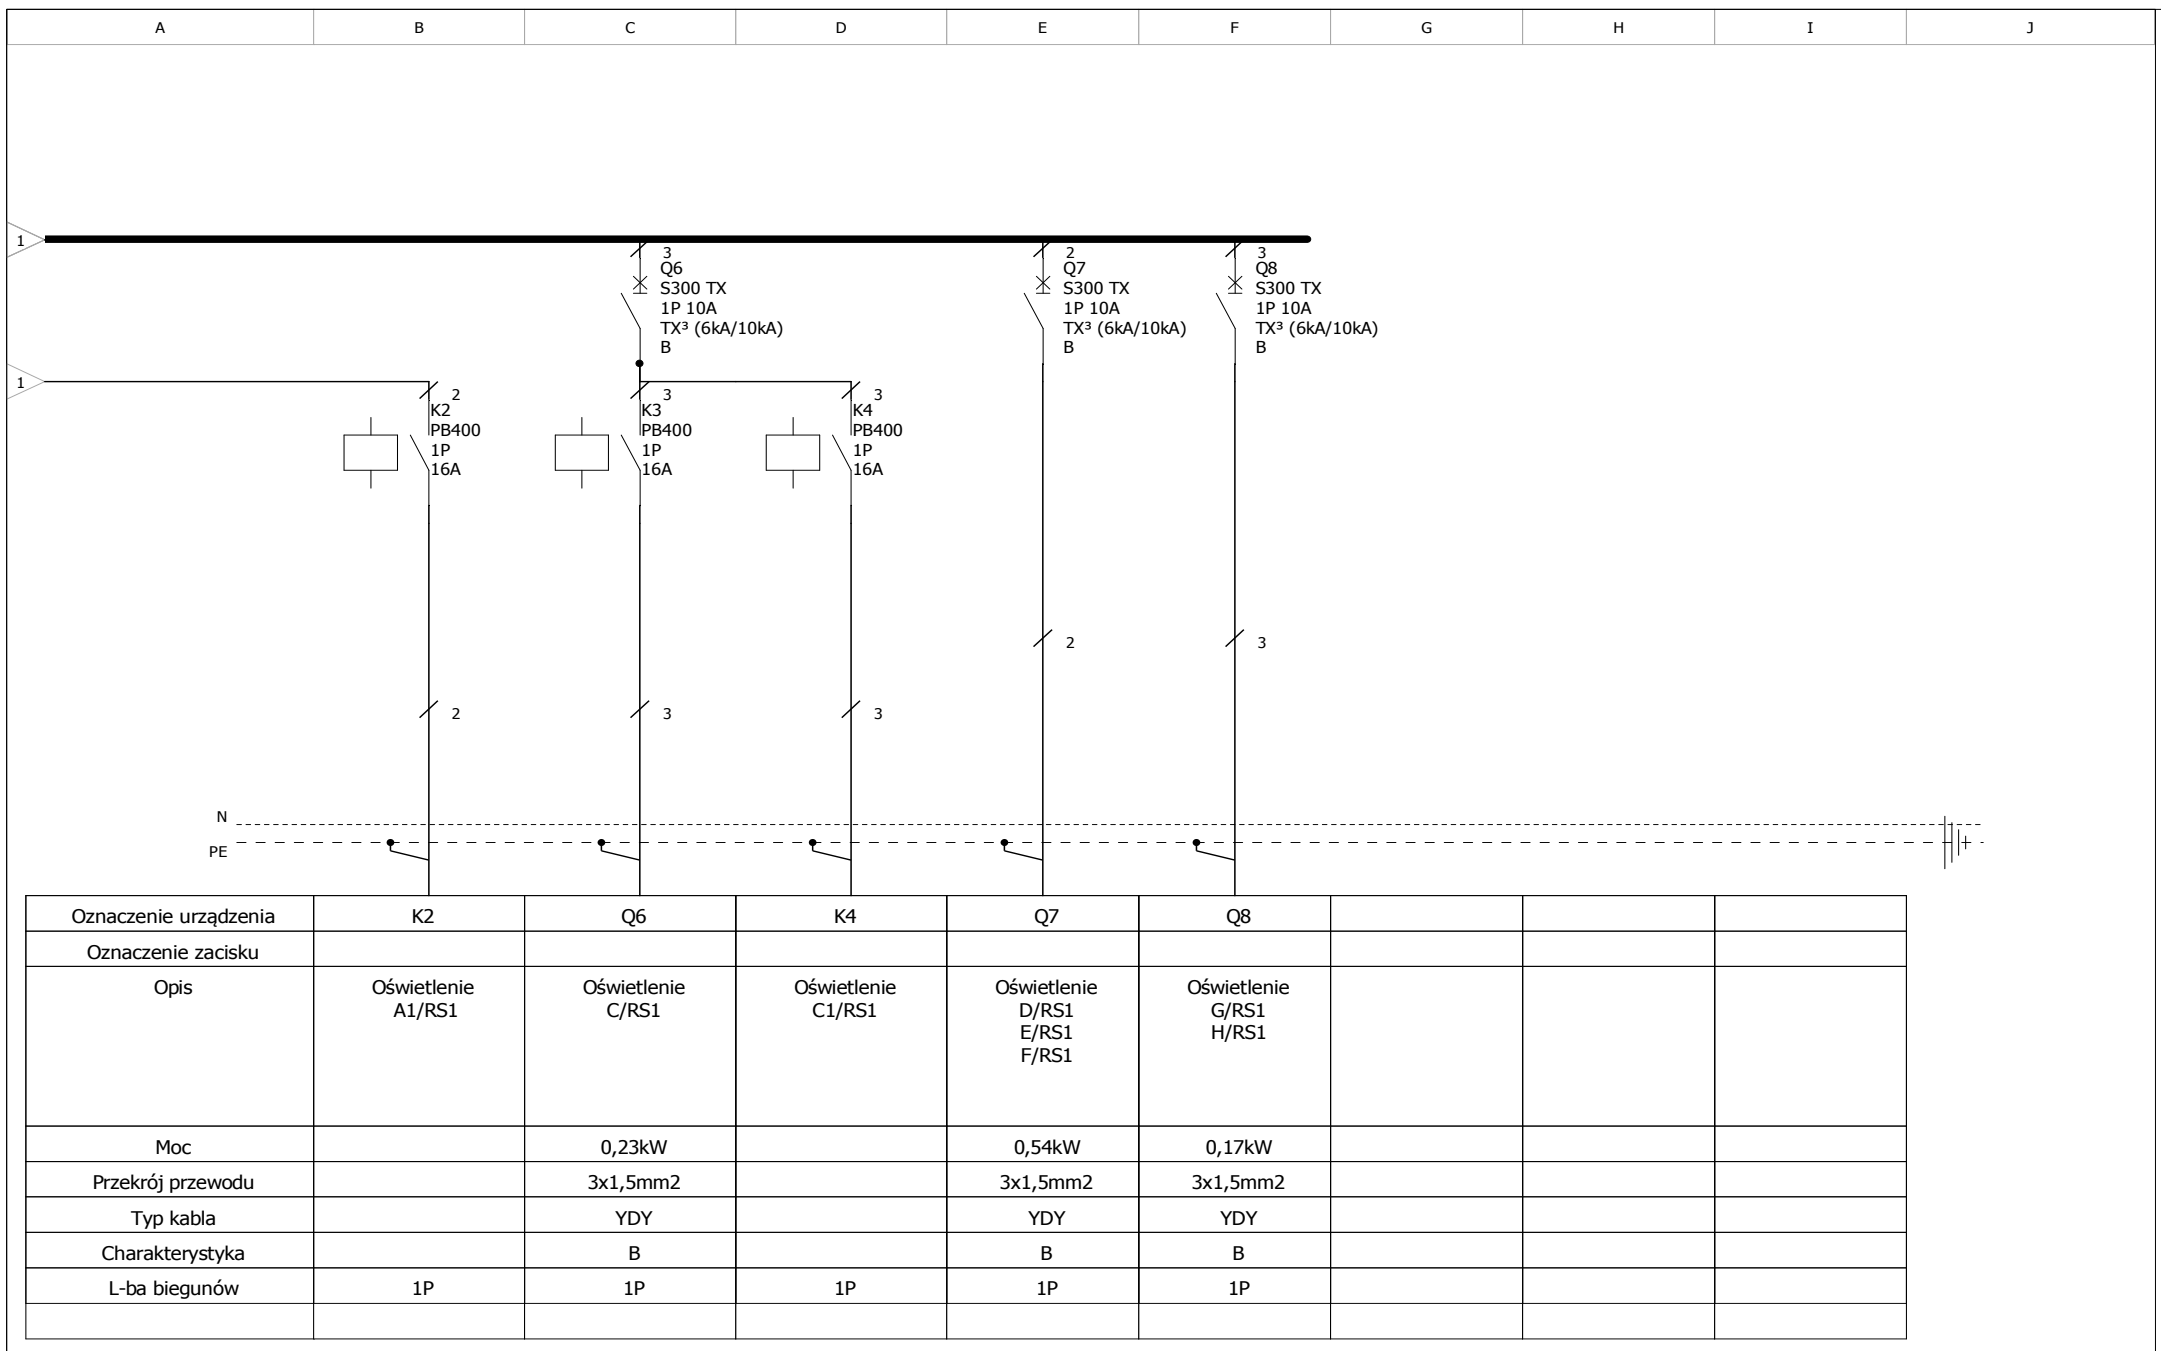 A B C D E F G H I J
1
3 2 3
Q6 Q7 Q8
S300 TX S300 TX S300 TX
1P 10A 1P 10A 1P 10A
TX³ (6kA/10kA) TX³ (6kA/10kA) TX³ (6kA/10kA)
B B B
1
2 3 3
K2 K3 K4
PB400 PB400 PB400
1P 1P 1P
16A 16A 16A
2 3
2 3 3
N
PE
Oznaczenie urządzenia K2 Q6 K4 Q7 Q8
Oznaczenie zacisku
Opis Oświetlenie Oświetlenie Oświetlenie Oświetlenie Oświetlenie
A1/RS1 C/RS1 C1/RS1 D/RS1 G/RS1
E/RS1 H/RS1
F/RS1
Moc 0,23kW 0,54kW 0,17kW
Przekrój przewodu 3x1,5mm2 3x1,5mm2 3x1,5mm2
Typ kabla YDY YDY YDY
Charakterystyka B B B
L-ba biegunów 1P 1P 1P 1P 1P